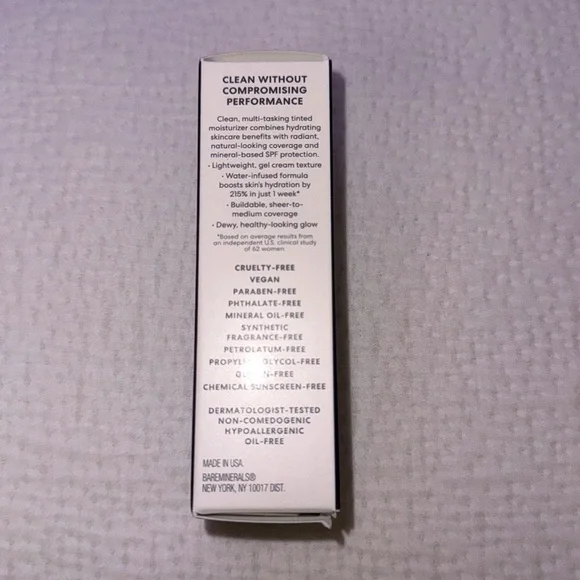 CLEAN WITHOUT
COMPROMISING
PERFORMANCE
Clean, multi-tasking tinted
moisturizer combines hydrating
skincare benefits with radiant,
natural-looking coverage and
mineral-based SPF protection.
• Lightweight, gel cream texture
• Water-infused formula
boosts skin's hydration by
215% in just 1 week*
• Buildable, sheer-to-
medium coverage
• Dewy, healthy-looking glow
*Based on average results from
an independent U.S. clinical study
of 62 women
CRUELTY-FREE
VEGAN
PARABEN-FREE
PHTHALATE-FREE
MINERAL OIL-FREE
SYNTHETIC
FRAGRANCE-FREE
PETROLATUM-FREE
GLYCOL-FREE
CHEMICAL SUNSCREEN-FREE
DERMATOLOGIST-TESTED
NON-COMEDOGENIC
HYPOALLERGENIC
OIL-FREE
MADE IN USA.
BAREMINERALS®
NEW YORK, NY 10017 DIST.